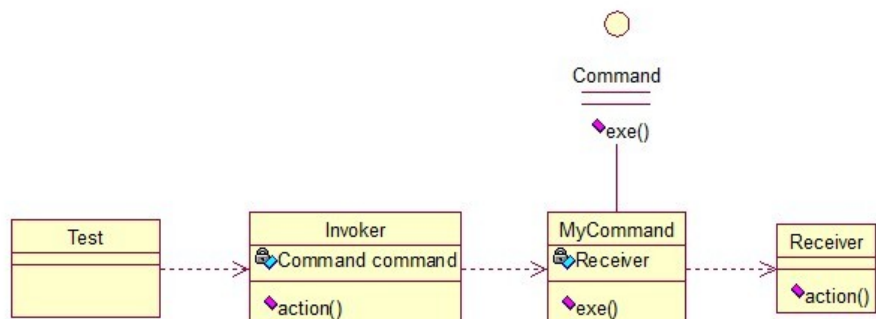 Command
exe()
Test
Invoker
Command command
action()
MyCommand
Receiver
exe()
Receiver
action()